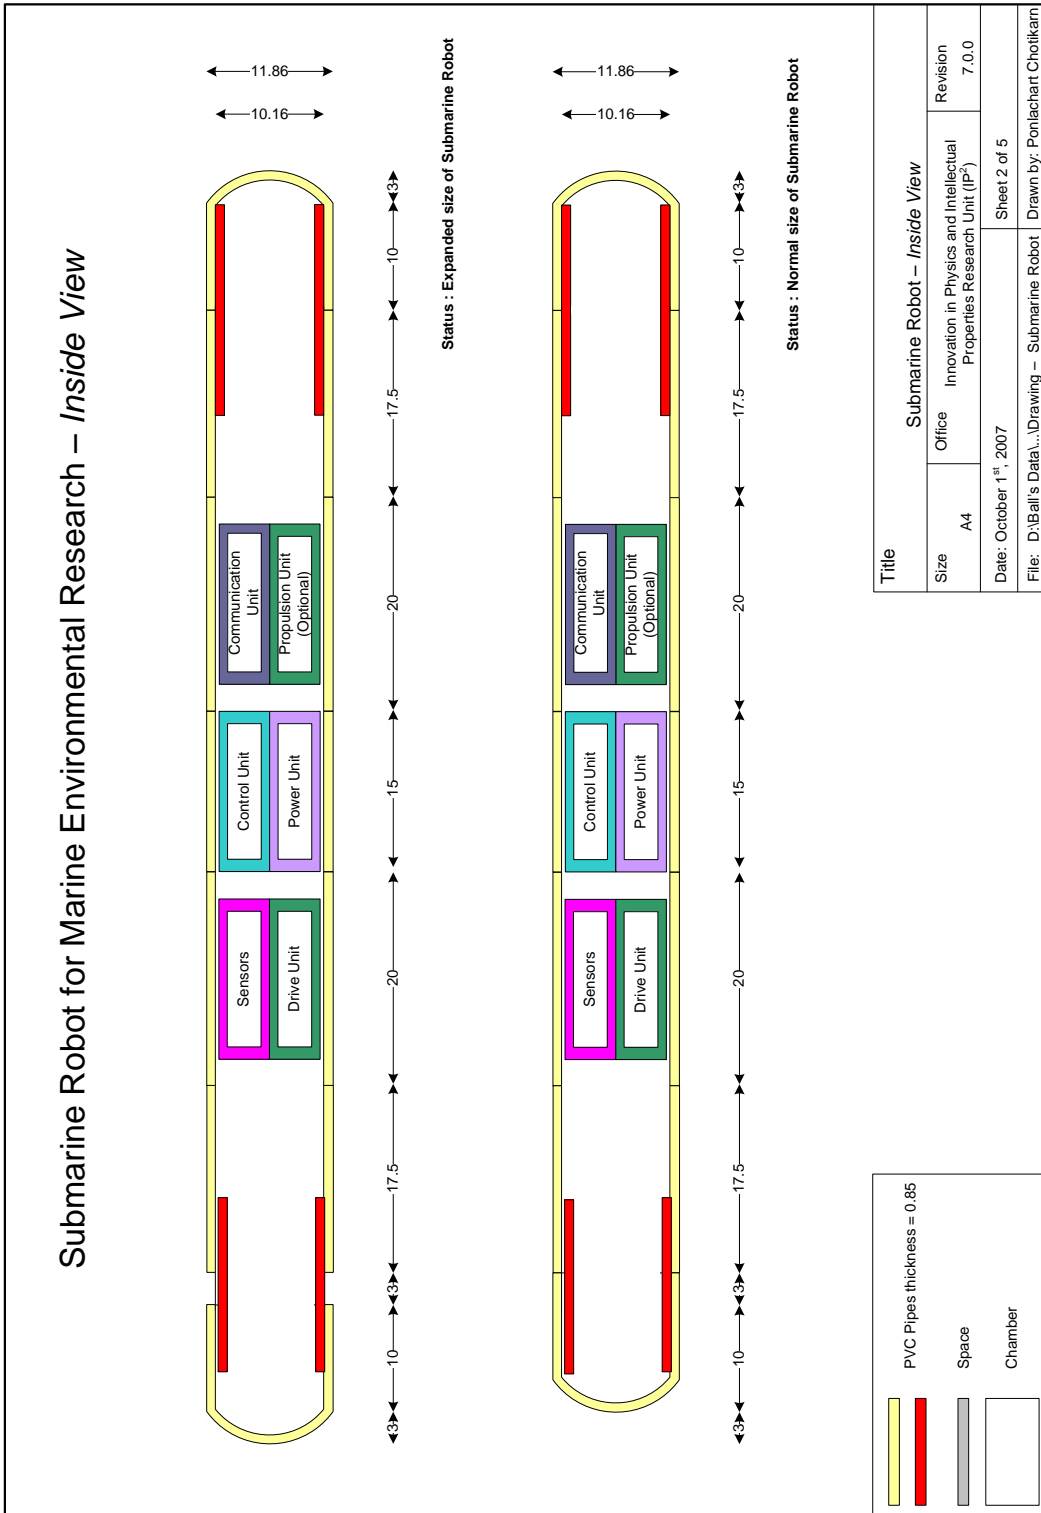 Submarine Robot for Marine Environmental Research – Inside View
11.86
10.16
Sensors
Control Unit
Communication
Unit
Drive Unit
Power Unit
Propulsion Unit
(Optional)
3
10
3
17.5
20
15
20
17.5
10
3
Status : Expanded size of Submarine Robot
11.86
10.16
Sensors
Control Unit
Communication
Unit
Drive Unit
Power Unit
Propulsion Unit
(Optional)
3
10
17.5
20
15
20
17.5
10
3
Status : Normal size of Submarine Robot
PVC Pipes thickness = 0.85
Space
Chamber
Title
Submarine Robot – Inside View
Size
A4
Office
Innovation in Physics and Intellectual
Properties Research Unit (IP²)
Revision
7.0.0
Date: October 1st, 2007
Sheet 2 of 5
File: D:\Ball's Data\...\Drawing – Submarine Robot
Drawn by: Ponlachart Chotikarn